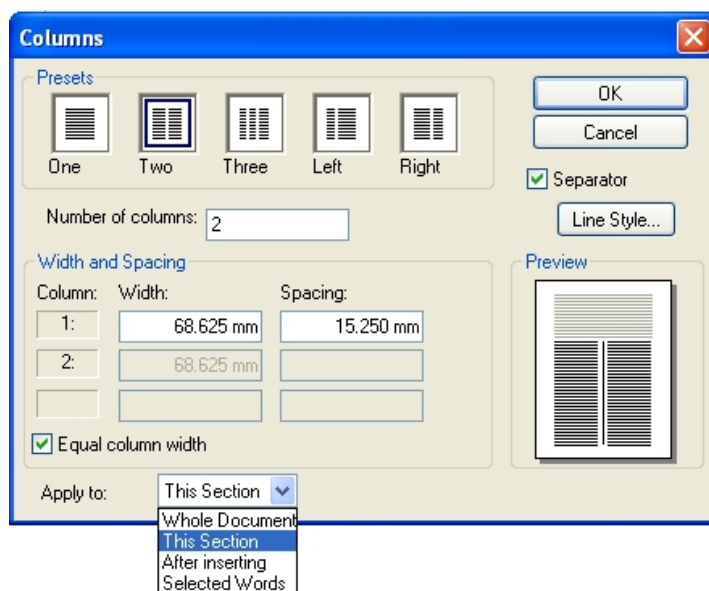 Columns
Presets
One Two Three Left Right
OK
Cancel
Separator
Number of columns: 2
Line Style...
Width and Spacing
Preview
Column: Width: Spacing:
1: 68.625 mm 15.250 mm
2: 68.625 mm
Equal column width
Apply to: This Section
Whole Document
This Section
After inserting
Selected Words